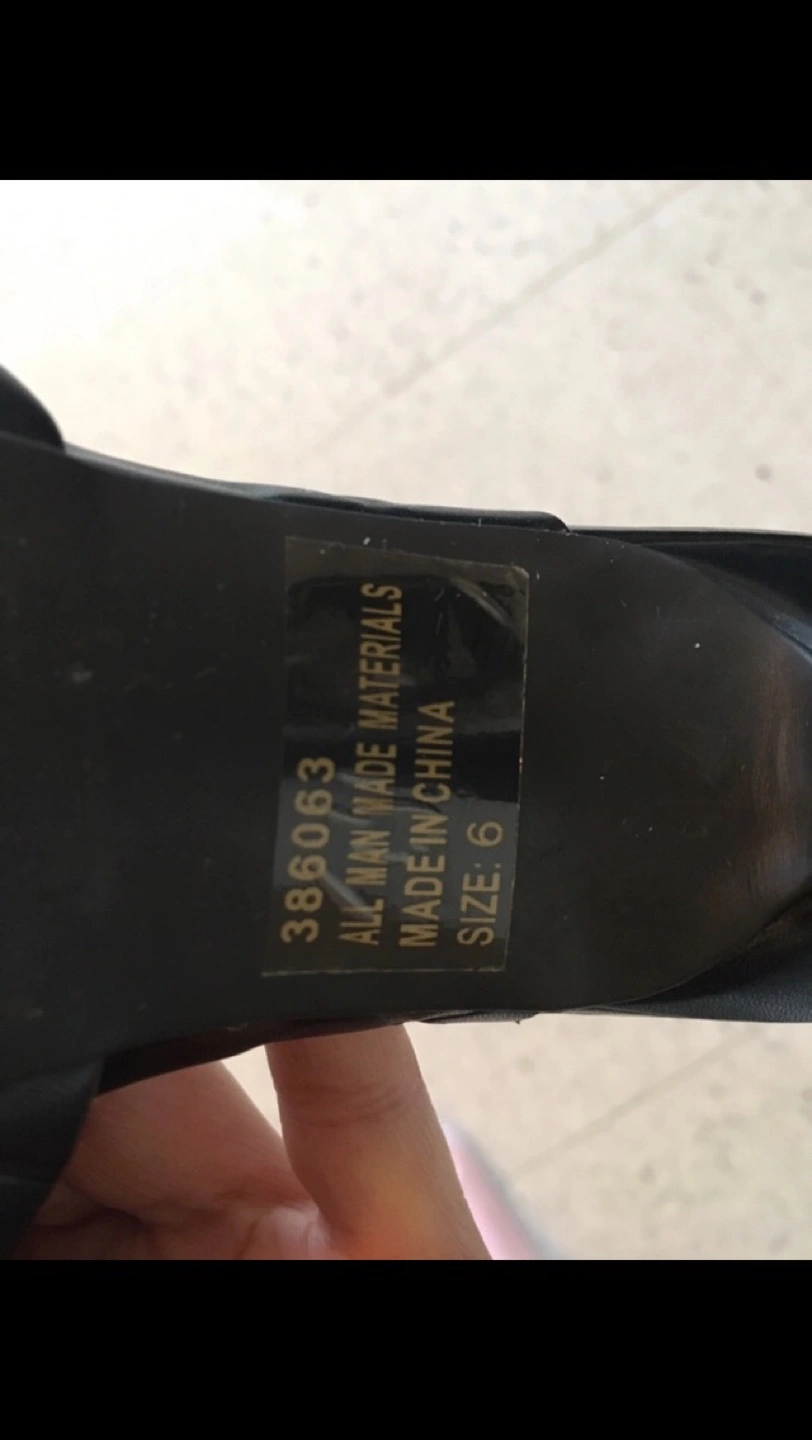 386063
ALL MAN MADE MATERIALS
MADE IN CHINA
SIZE: 6